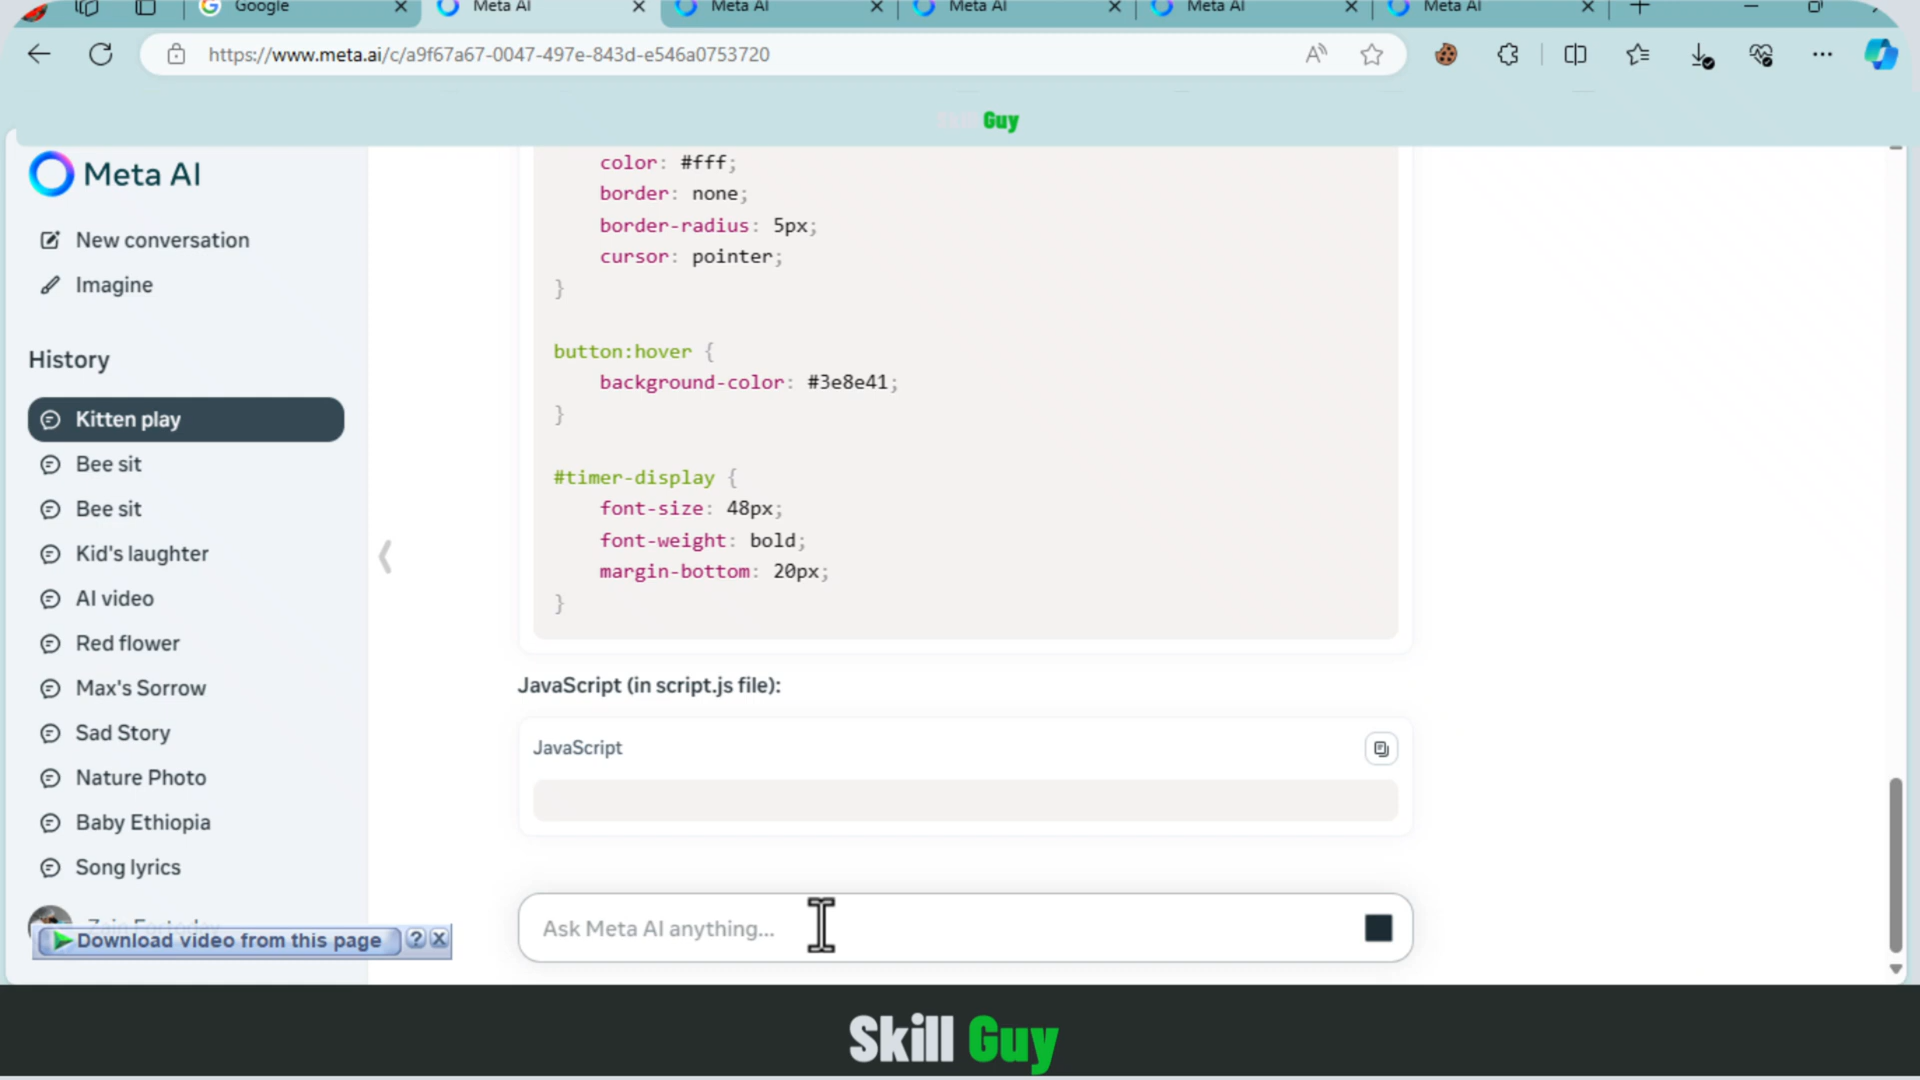 Google
Meta AI
Meta AI
Meta AI
Meta AI
Meta AI
https://www.meta.ai/c/a9f67a67-0047-497e-843d-e546a0753720
Skill Guy
Meta AI
New conversation
Imagine
History
Kitten play
Bee sit
Bee sit
Kid's laughter
AI video
Red flower
Max's Sorrow
Sad Story
Nature Photo
Baby Ethiopia
Song lyrics
Download video from this page
color: #fff;
border: none;
border-radius: 5px;
cursor: pointer;
}
button:hover {
background-color: #3e8e41;
}
#timer-display {
font-size: 48px;
font-weight: bold;
margin-bottom: 20px;
}
JavaScript (in script.js file):
JavaScript
Ask Meta AI anything...
Skill Guy